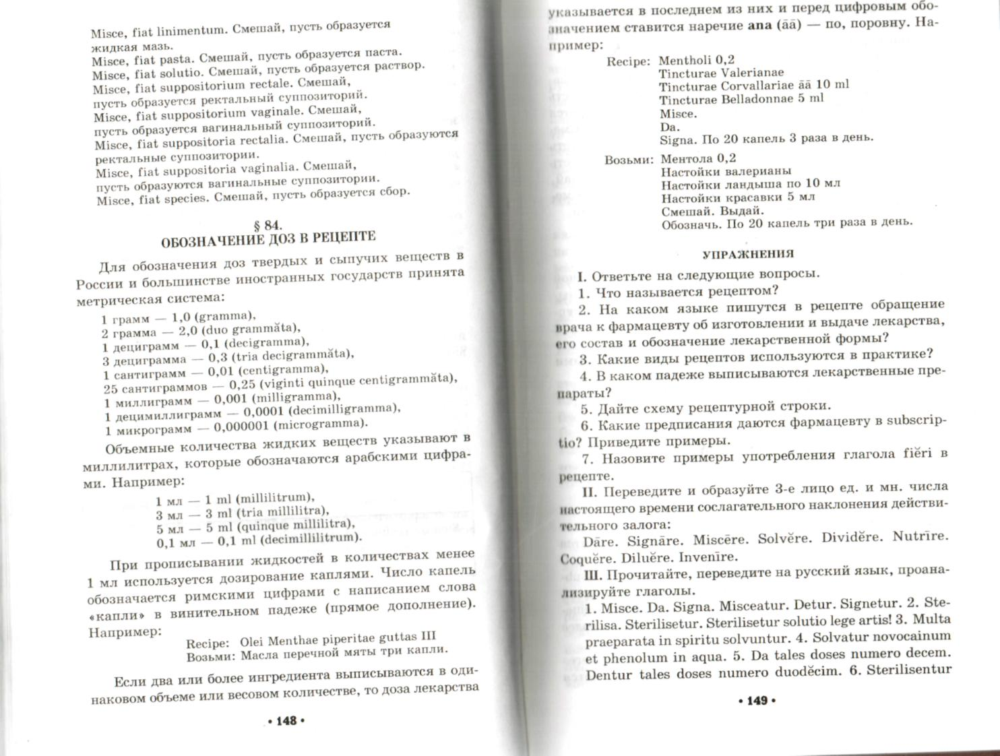 Misce, fiat linimentum. Смешай, пусть образуется
жидкая мазь.
Misce, fiat pasta. Смешай, пусть образуется паста.
Misce, fiat solutio. Смешай, пусть образуется раствор.
Misce, fiat suppositorium rectale. Смешай,
пусть образуется ректальный суппозиторий.
Misce, fiat suppositorium vaginale. Смешай,
пусть образуется вагинальный суппозиторий.
Misce, fiat suppositoria rectalia. Смешай, пусть образуются
ректальные суппозитории.
Misce, fiat suppositoria vaginalia. Смешай,
пусть образуются вагинальные суппозитории.
Misce, fiat species. Смешай, пусть образуется сбор.
§ 84.
ОБОЗНАЧЕНИЕ ДОЗ В РЕЦЕПТЕ
Для обозначения доз твердых и сыпучих веществ в
России и большинстве иностранных государств принята
метрическая система:
1 грамм — 1,0 (gramma),
2 грамма — 2,0 (duo grammăta),
1 дециграмм — 0,1 (decigramma),
3 дециграмма — 0,3 (tria decigrammăta),
1 сантиграмм — 0,01 (centigramma),
25 сантиграммов — 0,25 (viginti quinque centigrammăta),
1 миллиграмм — 0,001 (milligramma),
1 децимиллиграмм — 0,0001 (decimilligramma),
1 микрограмм — 0,000001 (microgramma).
Объемные количества жидких веществ указывают в
миллилитрах, которые обозначаются арабскими цифра-
ми. Например:
1 мл — 1 ml (millilitrum),
3 мл — 3 ml (tria millilitra),
5 мл — 5 ml (quinque millilitra),
0,1 мл — 0,1 ml (decimillilitrum).
При прописывании жидкостей в количествах менее
1 мл используется дозирование каплями. Число капель
обозначается римскими цифрами с написанием слова
«капли» в винительном падеже (прямое дополнение).
Например:
Recipe: Olei Menthae piperitae guttas III
Возьми: Масла перечной мяты три капли.
Если два или более ингредиента выписываются в оди-
наковом объеме или весовом количестве, то доза лекарства
• 148 •
указывается в последнем из них и перед цифровым обо-
значением ставится наречие ana (āā) — по, поровну. На-
пример:
Recipe: Mentholi 0,2
Tincturae Valerianae
Tincturae Corvallariae āā 10 ml
Tincturae Belladonnae 5 ml
Misce.
Da.
Signa. По 20 капель 3 раза в день.
Возьми: Ментола 0,2
Настойки валерианы
Настойки ландыша по 10 мл
Настойки красавки 5 мл
Смешай. Выдай.
Обозначь. По 20 капель три раза в день.
УПРАЖНЕНИЯ
I. Ответьте на следующие вопросы.
1. Что называется рецептом?
2. На каком языке пишутся в рецепте обращение
врача к фармацевту об изготовлении и выдаче лекарства,
его состав и обозначение лекарственной формы?
3. Какие виды рецептов используются в практике?
4. В каком падеже выписываются лекарственные пре-
параты?
5. Дайте схему рецептурной строки.
6. Какие предписания даются фармацевту в subscrip-
tio? Приведите примеры.
7. Назовите примеры употребления глагола fiĕri в
рецепте.
II. Переведите и образуйте 3-е лицо ед. и мн. числа
настоящего времени сослагательного наклонения действи-
тельного залога:
Dāre. Signāre. Miscēre. Solvĕre. Dividĕre. Nutrīre.
Coquĕre. Diluĕre. Invenīre.
III. Прочитайте, переведите на русский язык, проана-
лизируйте глаголы.
1. Misce. Da. Signa. Misceatur. Detur. Signetur. 2. Ste-
rilisa. Sterilisetur. Sterilisetur solutio lege artis! 3. Multa
praeparata in spiritu solvuntur. 4. Solvatur novocainum
et phenolum in aqua. 5. Da tales doses numero decem.
Dentur tales doses numero duodĕcim. 6. Sterilisentur
• 149 •